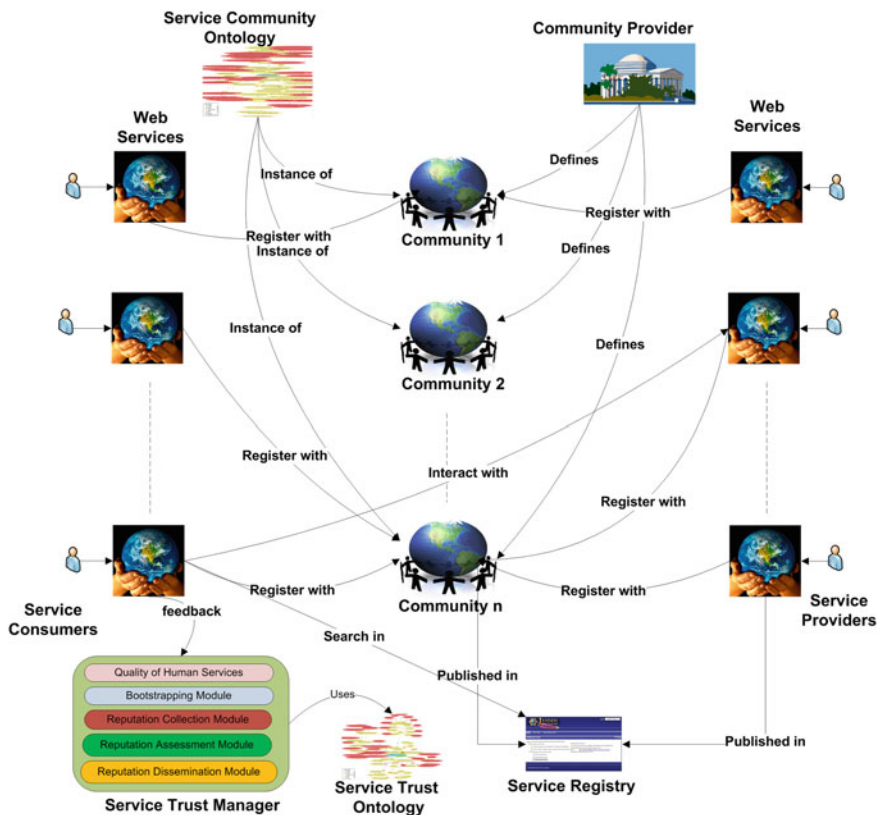 Service Community
Ontology
Community Provider
Web
Services
Web
Services
Instance of
Defines
Register with
Register with
Community 1
Instance of
Defines
Instance of
Defines
Community 2
Register with
Interact with
Register with
Register with
Community n
Register with
Service
Consumers
Service
Providers
feedback
Search in
Quality of Human Services
Bootstrapping Module
Reputation Collection Module
Reputation Assessment Module
Reputation Dissemination Module
Service Trust Manager
Uses
Service Trust
Ontology
Published in
Service Registry
Published in